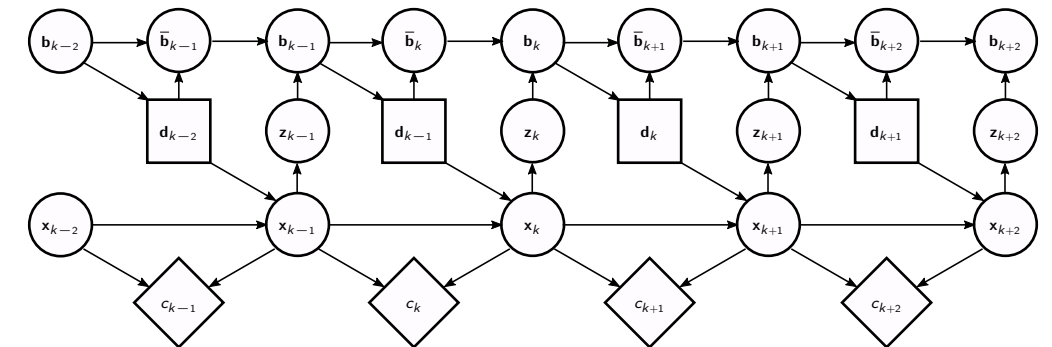 b_{k−2} b̄_{k−1} b_{k−1} b̄_k b_k b̄_{k+1} b_{k+1} b̄_{k+2} b_{k+2}
d_{k−2} z_{k−1} d_{k−1} z_k d_k z_{k+1} d_{k+1} z_{k+2}
x_{k−2} x_{k−1} x_k x_{k+1} x_{k+2}
c_{k−1} c_k c_{k+1} c_{k+2}